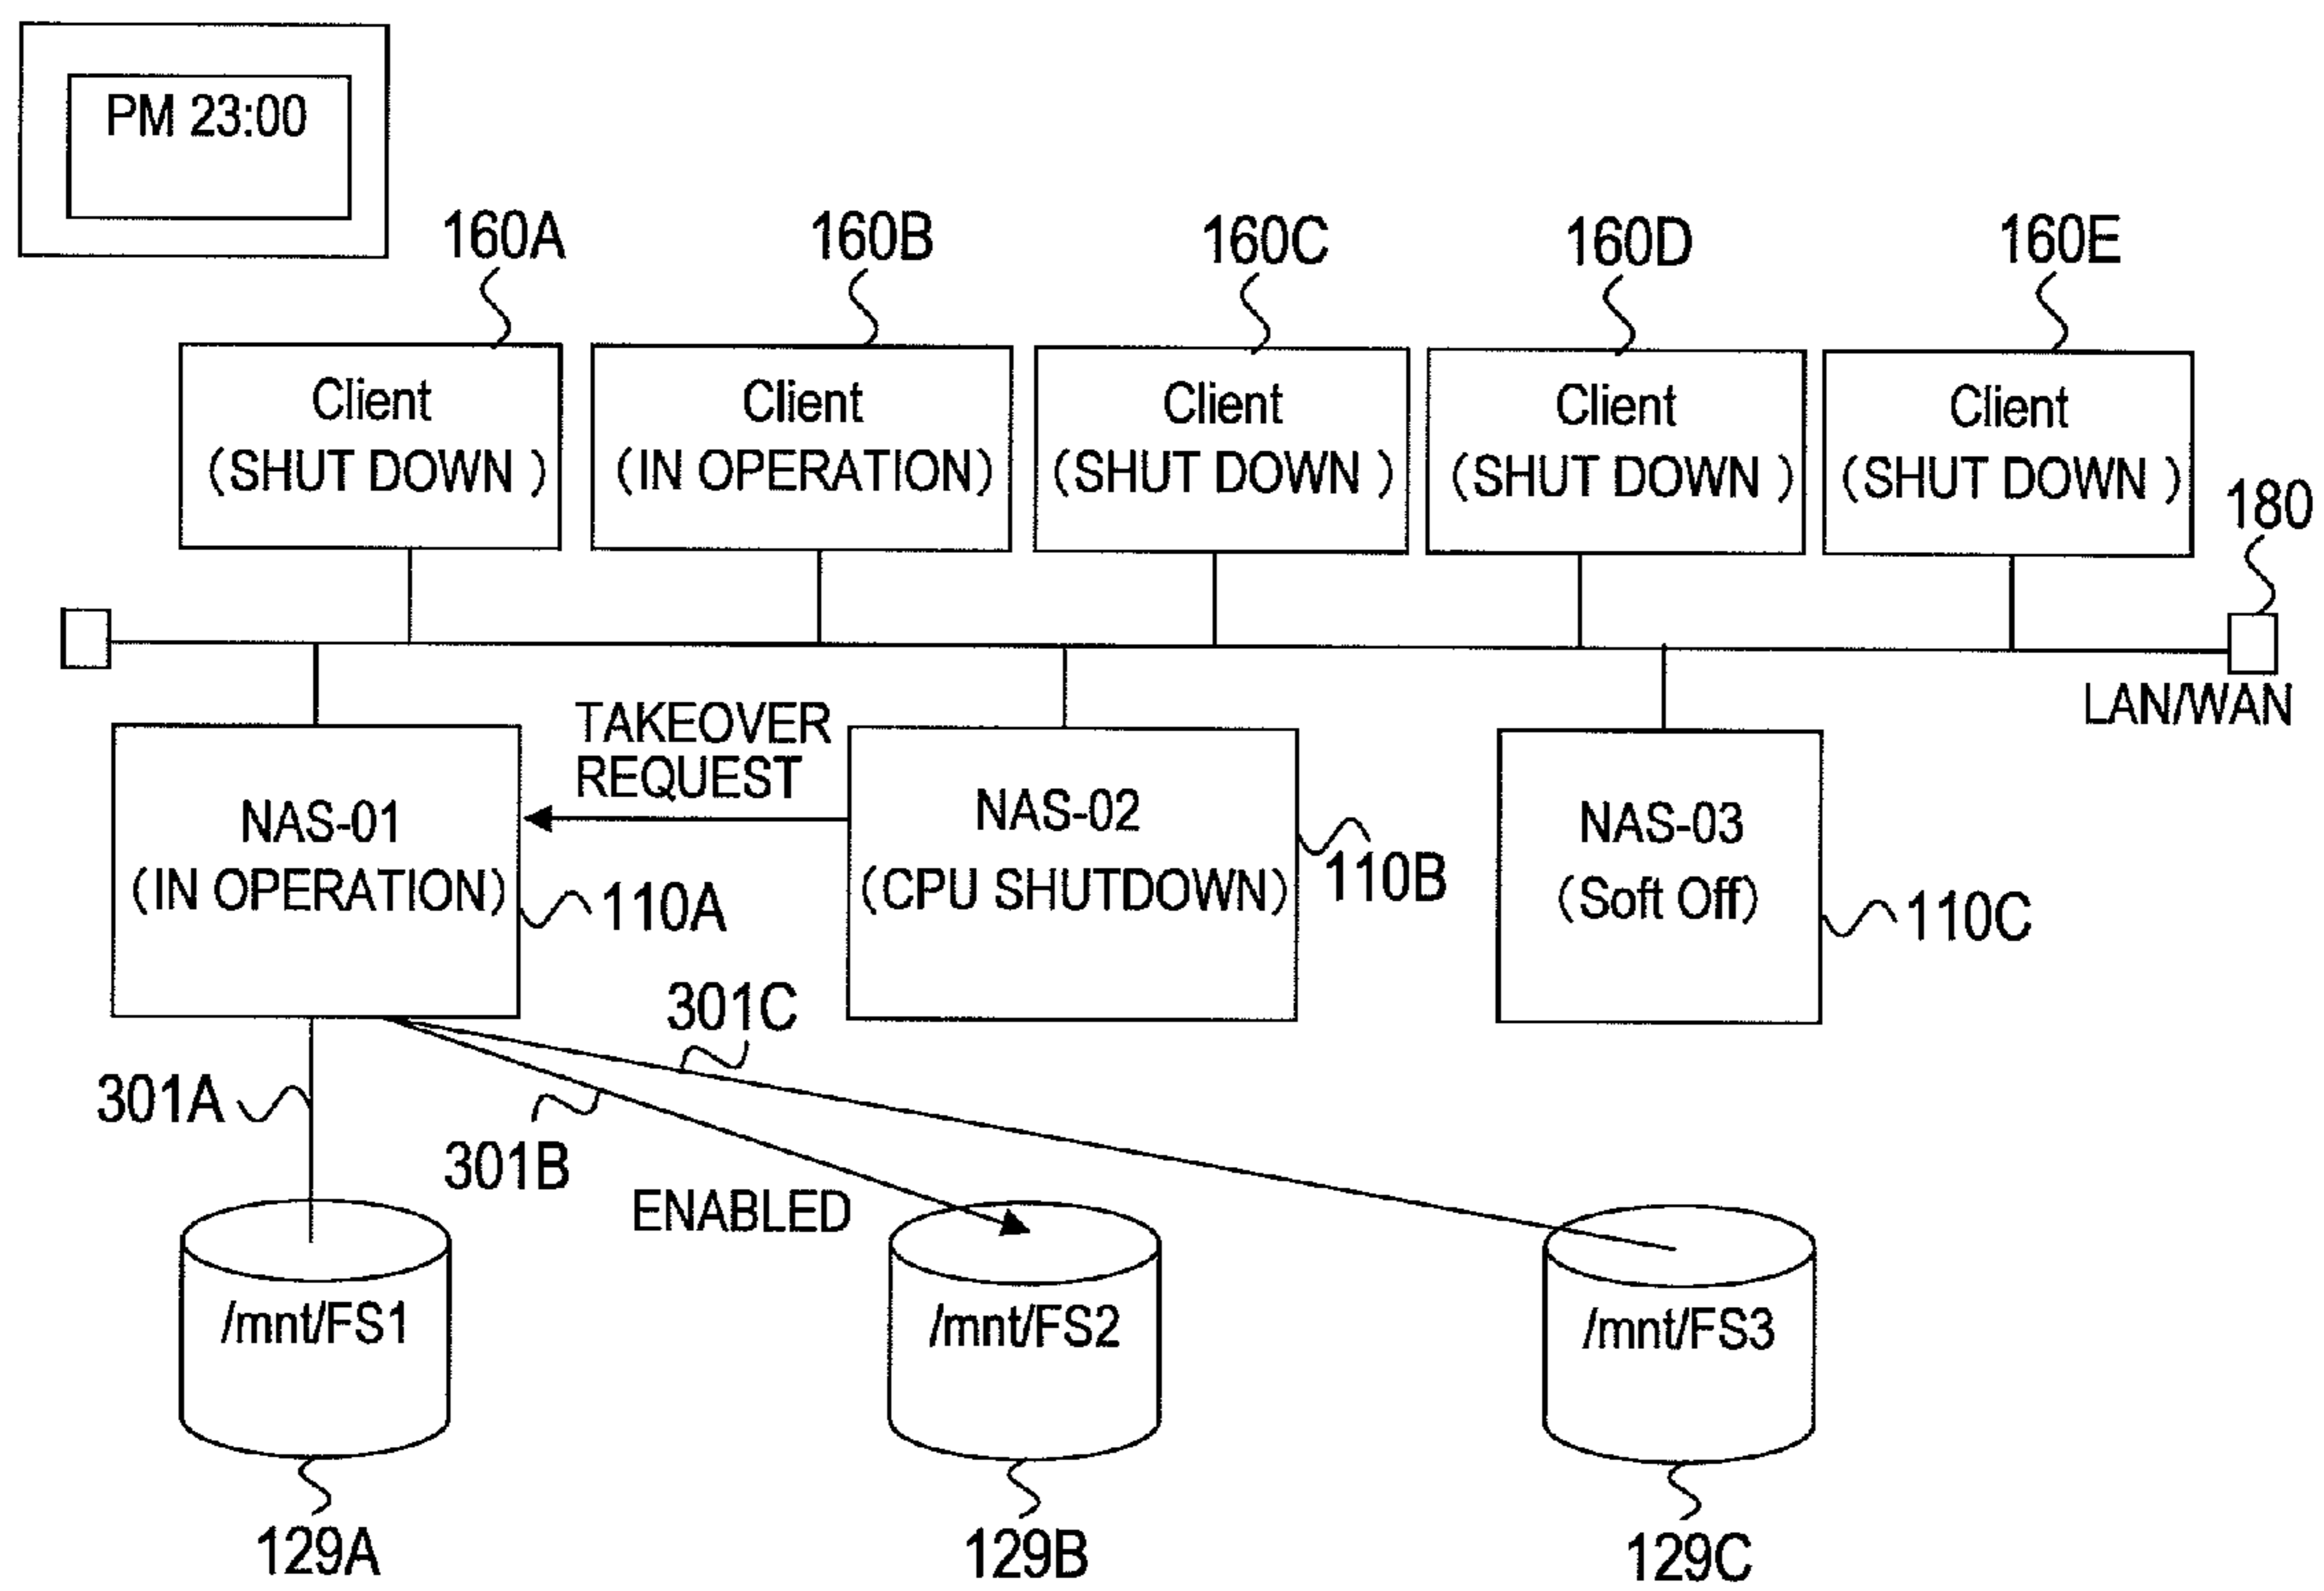 PM 23:00
160A
160B
160C
160D
160E
Client
(SHUT DOWN )
Client
(IN OPERATION)
Client
(SHUT DOWN )
Client
(SHUT DOWN )
Client
(SHUT DOWN )
180
LAN/WAN
TAKEOVER
REQUEST
NAS-01
(IN OPERATION)
110A
NAS-02
(CPU SHUTDOWN)
110B
NAS-03
(Soft Off)
110C
301C
301A
301B
ENABLED
/mnt/FS1
/mnt/FS2
/mnt/FS3
129A
129B
129C